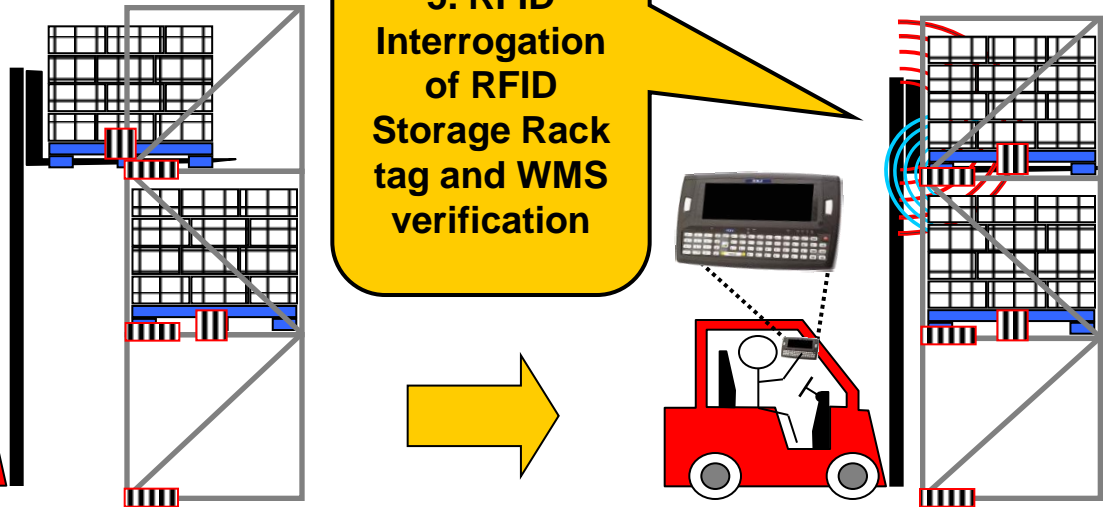 Interrogation
of RFID
Storage Rack
tag and WMS
verification